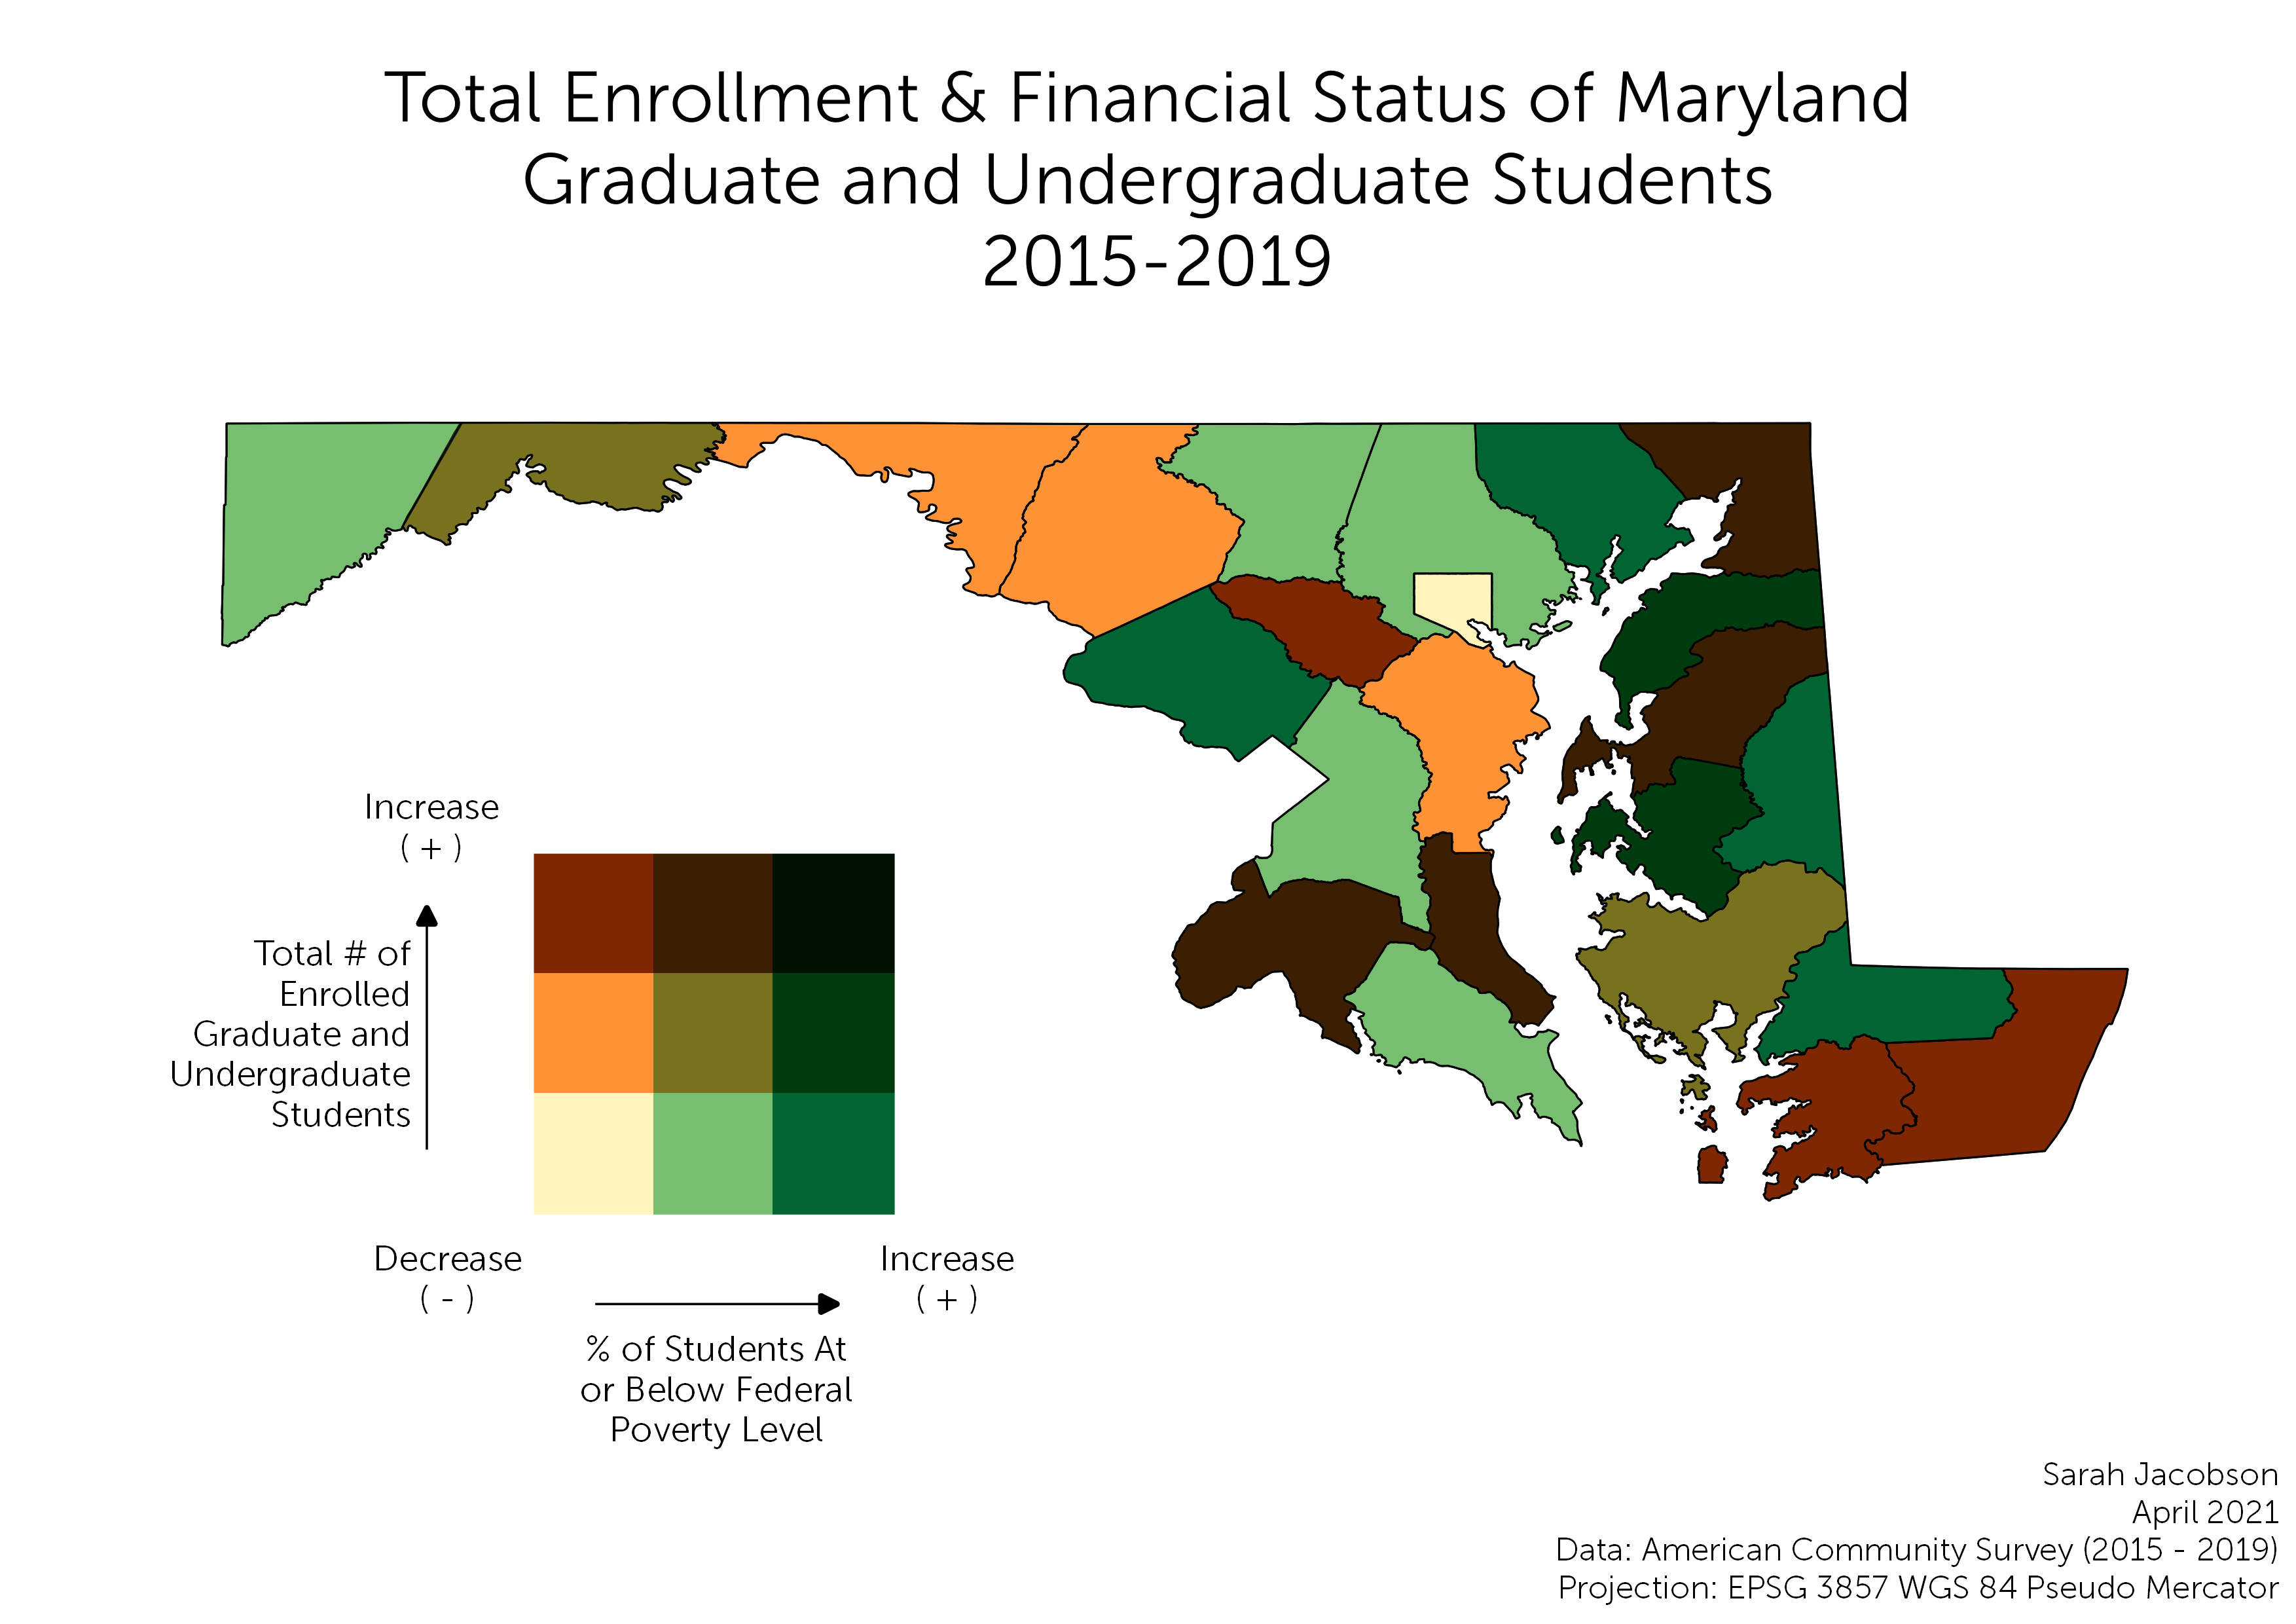 Total Enrollment & Financial Status of Maryland
Graduate and Undergraduate Students
2015-2019
Increase
( + )
Total # of
Enrolled
Graduate and
Undergraduate
Students
Decrease
( - )
Increase
( + )
% of Students At
or Below Federal
Poverty Level
Sarah Jacobson
April 2021
Data: American Community Survey (2015 - 2019)
Projection: EPSG 3857 WGS 84 Pseudo Mercator